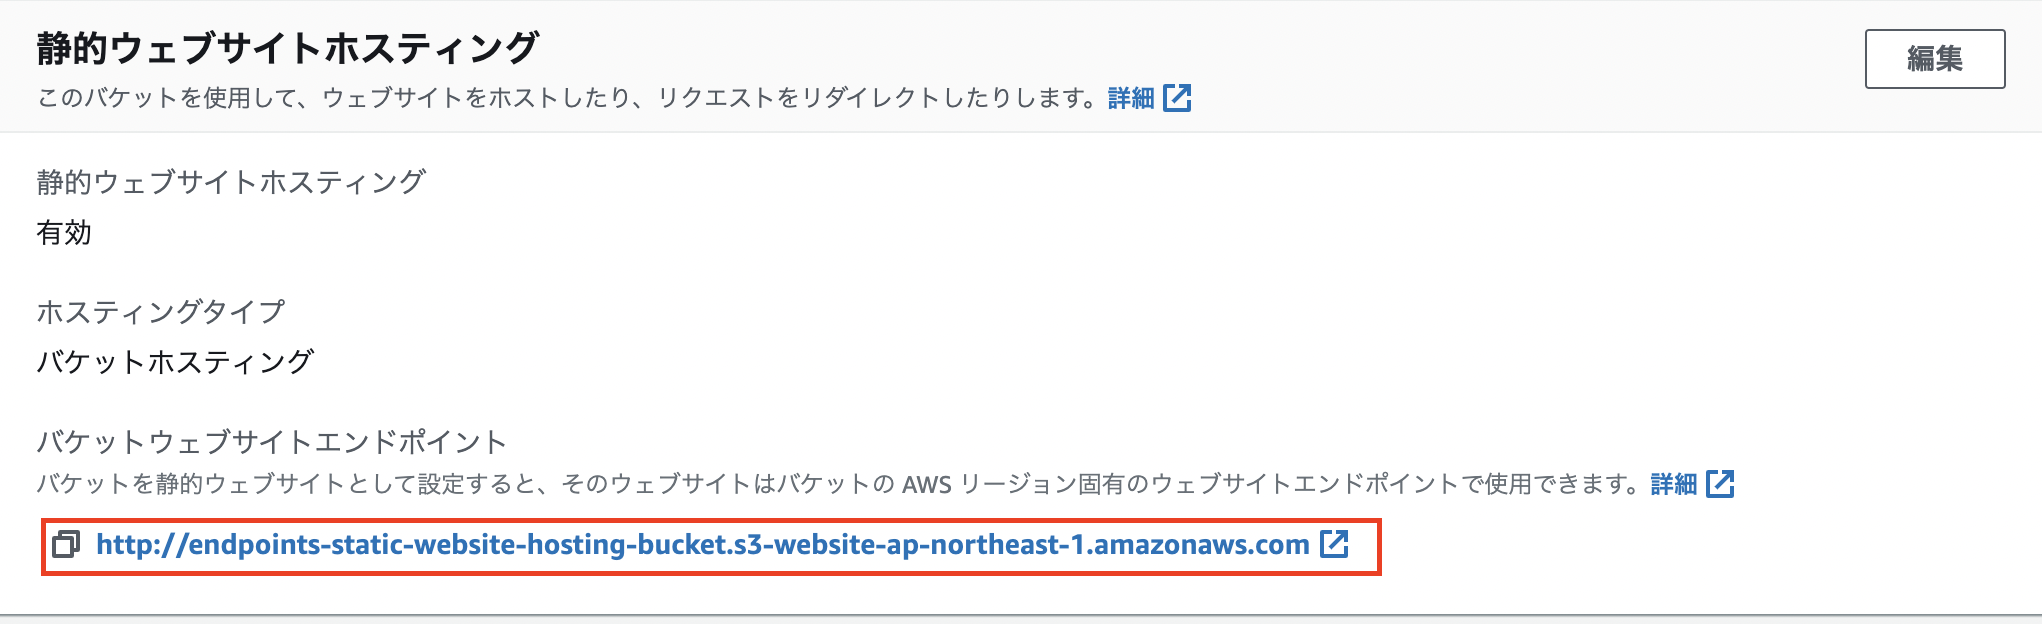 静的ウェブサイトホスティング
編集
このバケットを使用して、ウェブサイトをホストしたり、リクエストをリダイレクトしたりします。詳細
静的ウェブサイトホスティング
有効
ホスティングタイプ
バケットホスティング
バケットウェブサイトエンドポイント
バケットを静的ウェブサイトとして設定すると、そのウェブサイトはバケットの AWS リージョン固有のウェブサイトエンドポイントで使用できます。詳細
http://endpoints-static-website-hosting-bucket.s3-website-ap-northeast-1.amazonaws.com